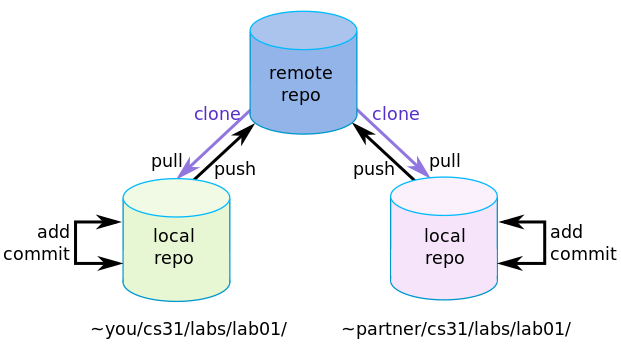 remote
repo
clone
clone
pull
push
push
pull
local
repo
local
repo
add
commit
add
commit
~you/cs31/labs/lab01/
~partner/cs31/labs/lab01/